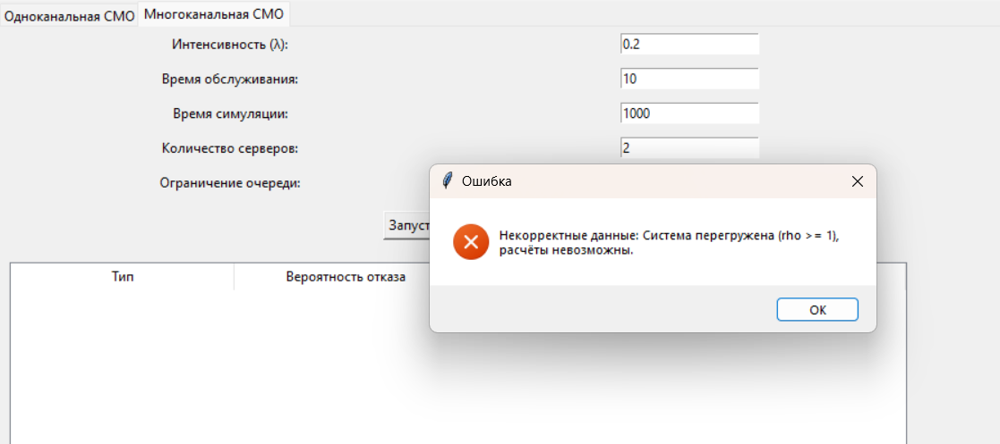 Одноканальная СМО
Многоканальная СМО
Интенсивность (λ):
0.2
Время обслуживания:
10
Время симуляции:
1000
Количество серверов:
2
Ограничение очереди:
Ошибка
Некорректные данные: Система перегружена (rho >= 1),
расчёты невозможны.
OK
Тип
Вероятность отказа